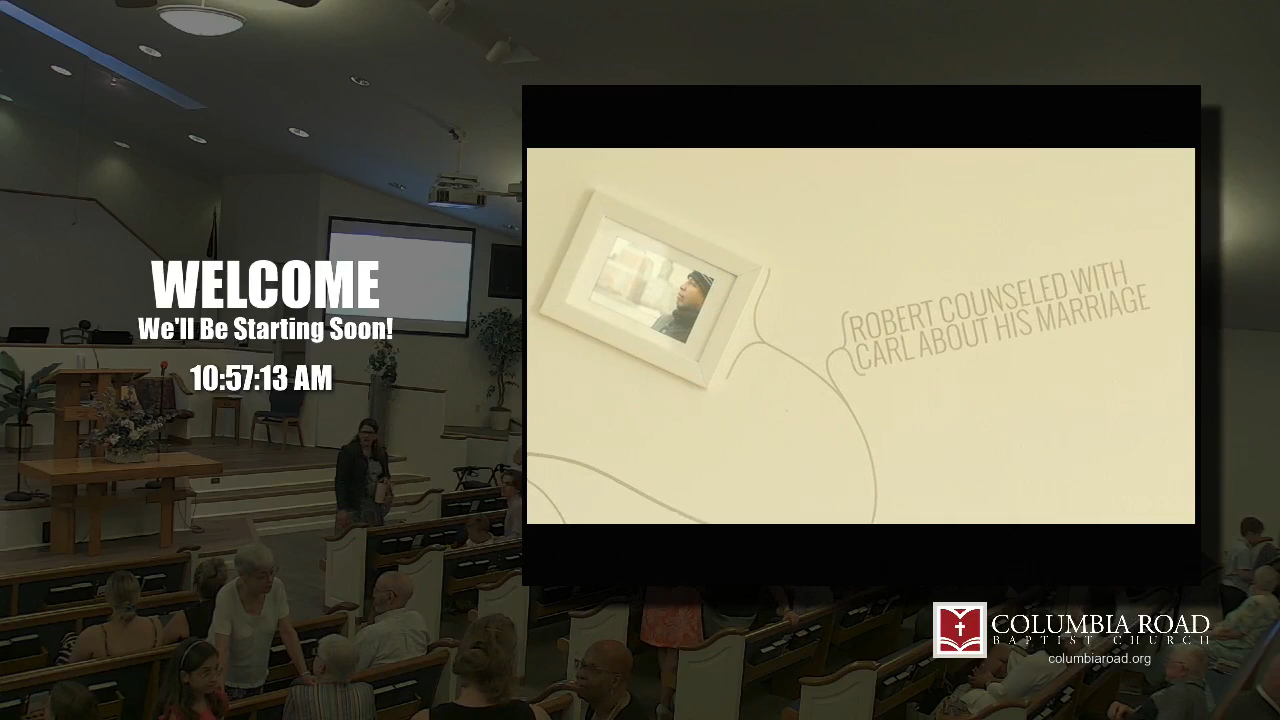 WELCOME
We'll Be Starting Soon!
10:57:13 AM
ROBERT COUNSELED WITH
CARL ABOUT HIS MARRIAGE
COLUMBIA ROAD
BAPTIST CHURCH
columbiaroad.org